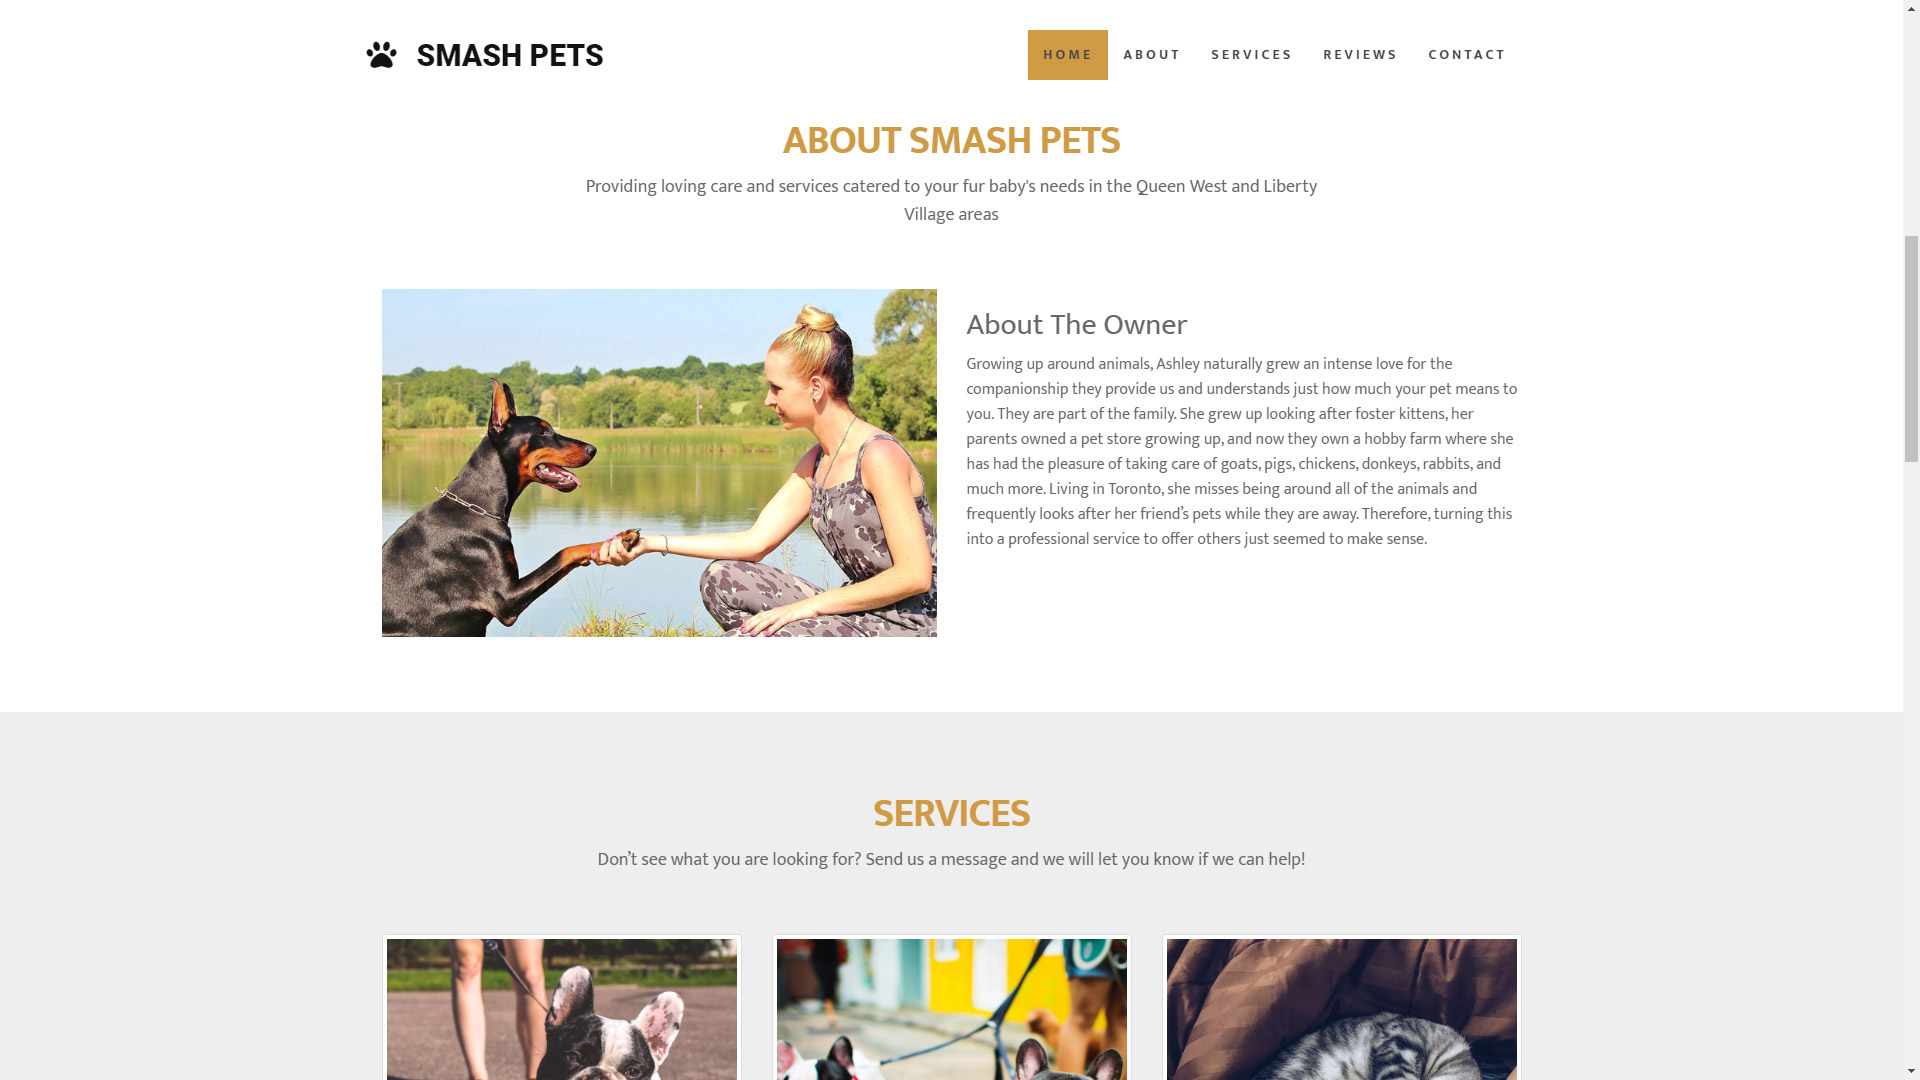 SMASH PETS
HOME
ABOUT
SERVICES
REVIEWS
CONTACT
ABOUT SMASH PETS
Providing loving care and services catered to your fur baby's needs in the Queen West and Liberty
Village areas
About The Owner
Growing up around animals, Ashley naturally grew an intense love for the
companionship they provide us and understands just how much your pet means to
you. They are part of the family. She grew up looking after foster kittens, her
parents owned a pet store growing up, and now they own a hobby farm where she
has had the pleasure of taking care of goats, pigs, chickens, donkeys, rabbits, and
much more. Living in Toronto, she misses being around all of the animals and
frequently looks after her friend’s pets while they are away. Therefore, turning this
into a professional service to offer others just seemed to make sense.
SERVICES
Don’t see what you are looking for? Send us a message and we will let you know if we can help!